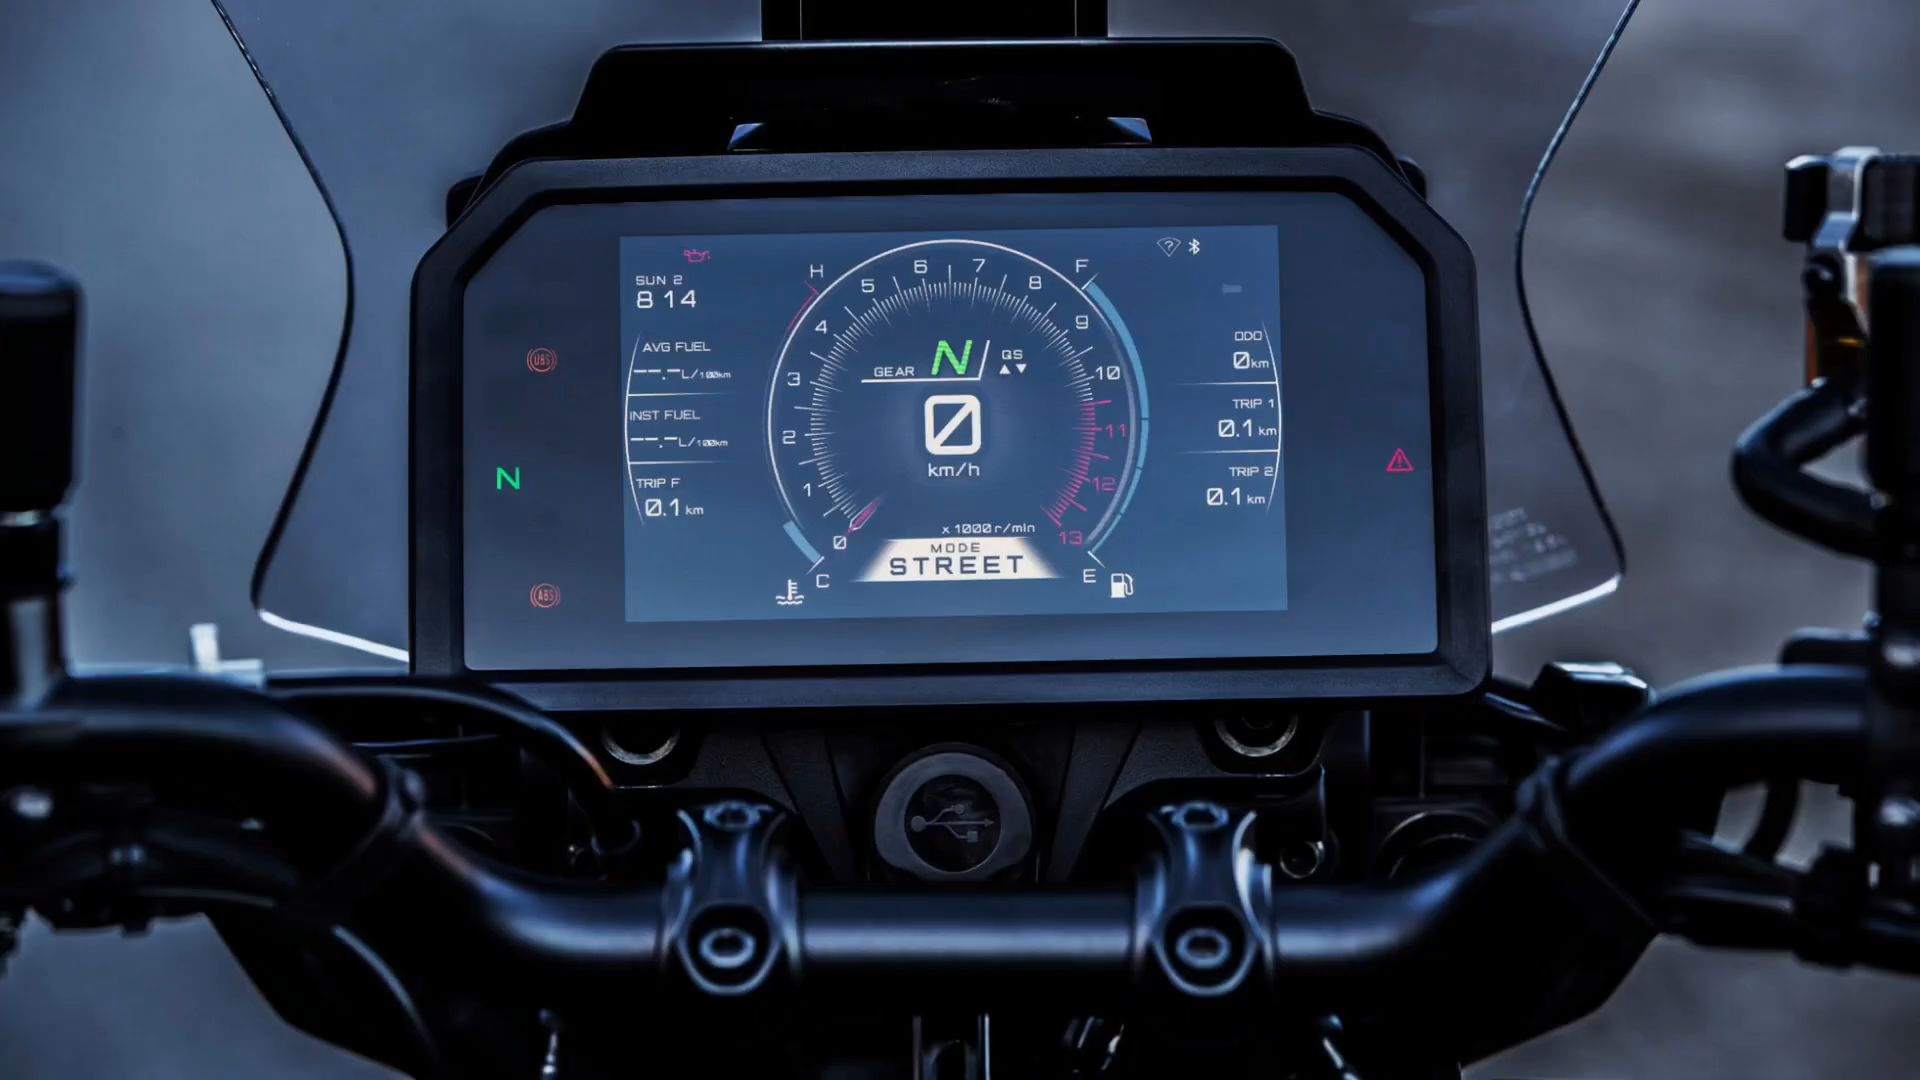 SUN 2
8 14
AVG FUEL
--.-L/100km
INST FUEL
--.-L/100km
TRIP F
0.1 km
H
C
0
1
2
3
4
5
6
7
8
9
10
11
12
13
F
E
GEAR N QS
0
km/h
x 1000 r/min
MODE
STREET
ODO
0km
TRIP 1
0.1 km
TRIP 2
0.1 km
UBS
N
ABS
?